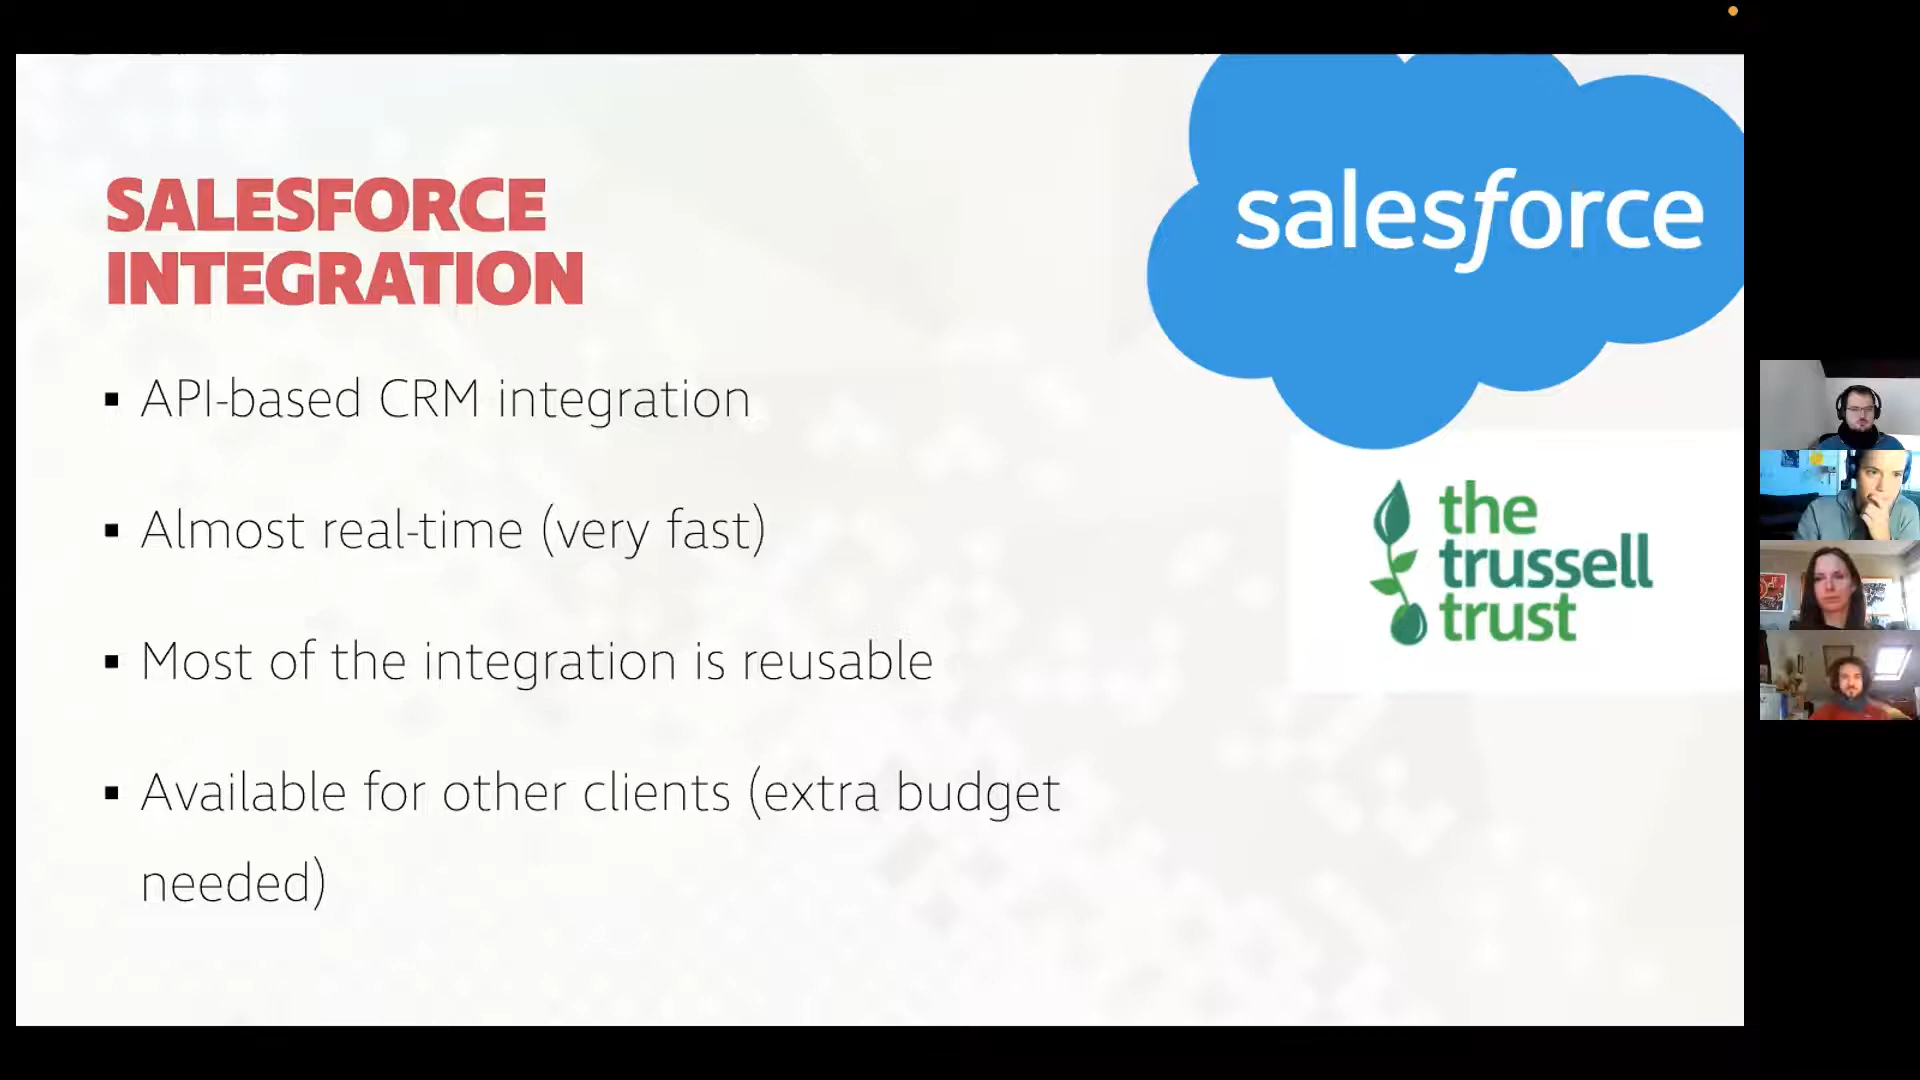 SALESFORCE
INTEGRATION
▪ API-based CRM integration
▪ Almost real-time (very fast)
▪ Most of the integration is reusable
▪ Available for other clients (extra budget
needed)
salesforce
the
trussell
trust